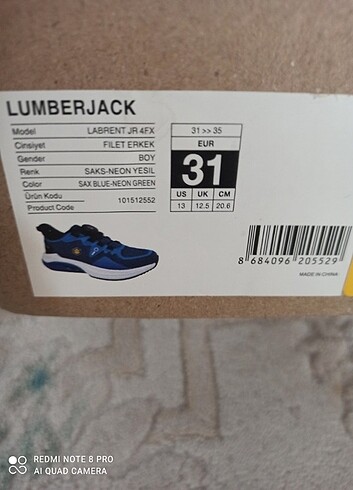 LUMBERJACK
Model LABRENT JR 4FX
Cinsiyet FILET ERKEK
Gender BOY
Renk SAKS-NEON YESIL
Color SAX BLUE-NEON GREEN
Ürün Kodu
Product Code 101512552
31 >> 35
EUR
31
US UK CM
13 12.5 20.6
8 684096 205529
MADE IN CHINA
REDMI NOTE 8 PRO
AI QUAD CAMERA